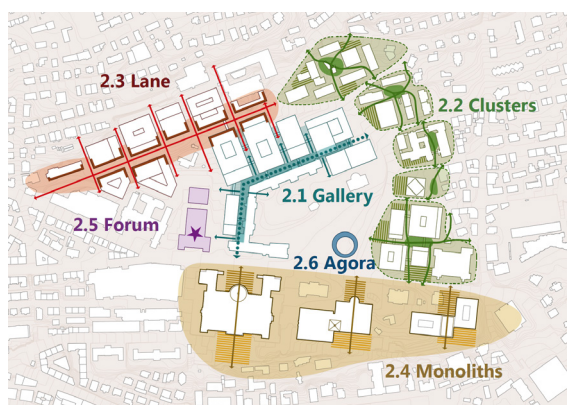 2.3 Lane
2.2 Clusters
2.1 Gallery
2.5 Forum
2.6 Agora
2.4 Monoliths